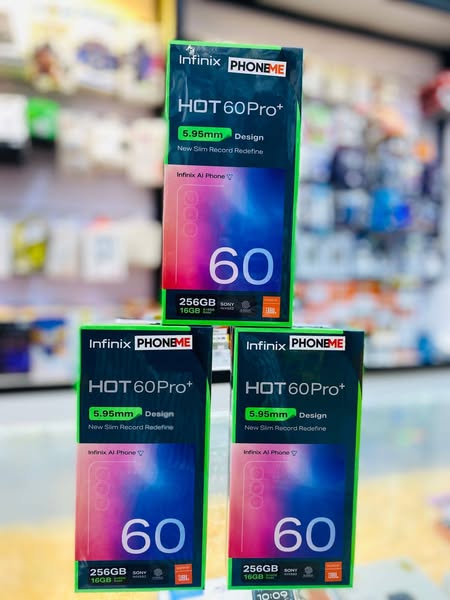 Infinix PHONEME
HOT 60 Pro+
5.95mm Design
New Slim Record Redefine
Infinix AI Phone
60
256GB SONY
16GB JBL
Infinix PHONEME
HOT 60 Pro+
5.95mm Design
New Slim Record Redefine
Infinix AI Phone
60
256GB SONY
16GB JBL
Infinix PHONEME
HOT 60 Pro+
5.95mm Design
New Slim Record Redefine
Infinix AI Phone
60
256GB SONY
16GB JBL
10:09